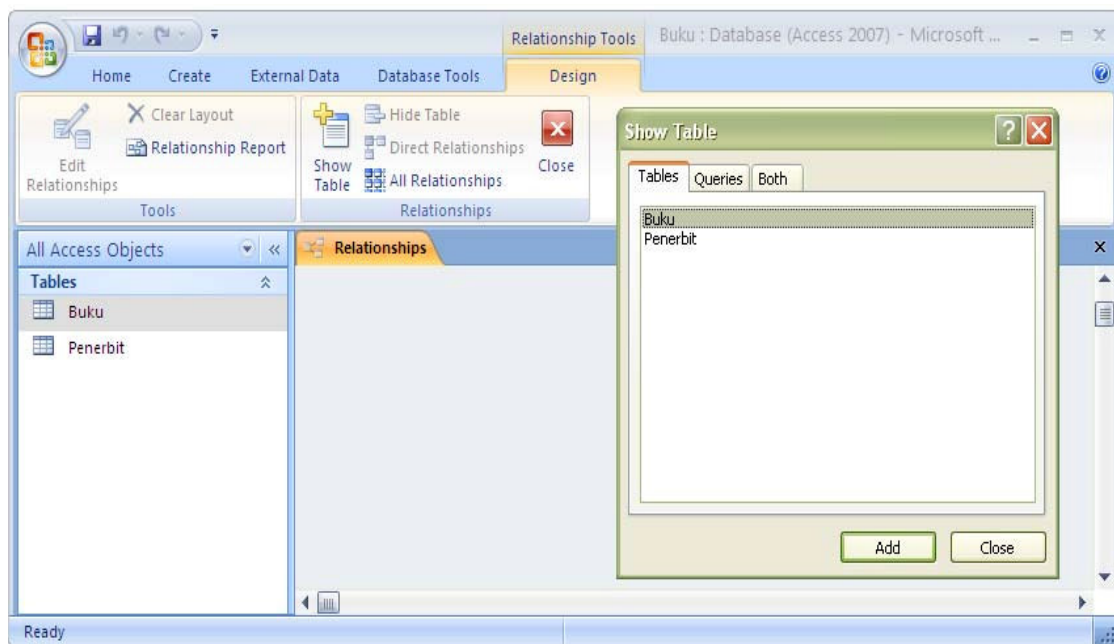 Relationship Tools
Buku : Database (Access 2007) - Microsoft ...
Home Create External Data Database Tools Design
Edit Relationships
Clear Layout
Relationship Report
Tools
Show Table
Hide Table
Direct Relationships
All Relationships
Close
Relationships
Show Table
Tables Queries Both
Buku
Penerbit
Add Close
All Access Objects
Tables
Buku
Penerbit
Relationships
Ready